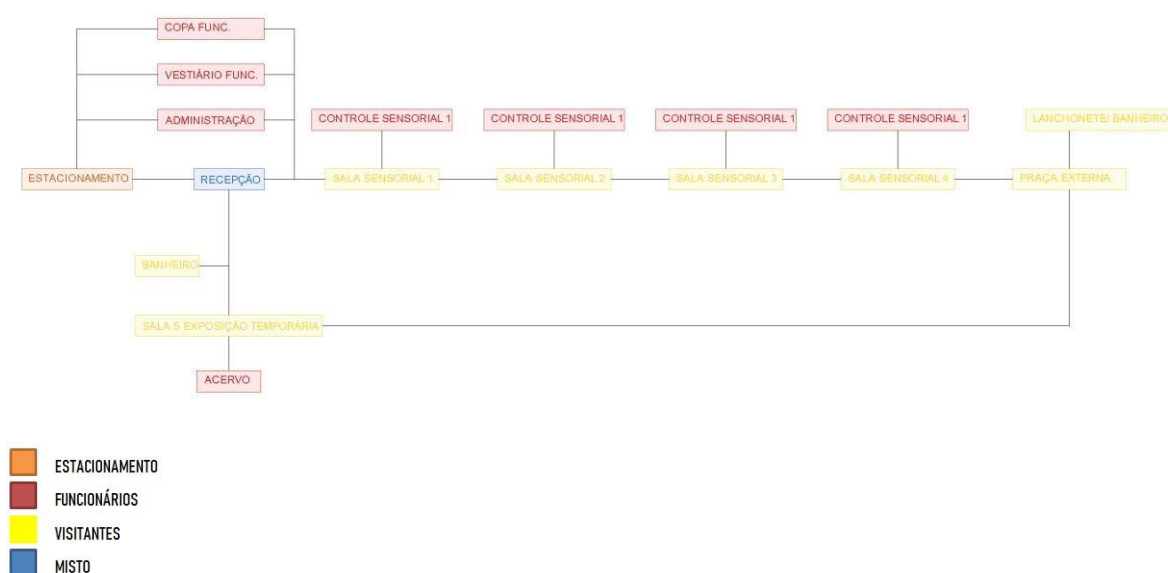 COPA FUNC.
VESTIÁRIO FUNC.
ADMINISTRAÇÃO
CONTROLE SENSORIAL 1
CONTROLE SENSORIAL 1
CONTROLE SENSORIAL 1
CONTROLE SENSORIAL 1
LANCHONETE/ BANHEIRO
ESTACIONAMENTO
RECEPÇÃO
SALA SENSORIAL 1
SALA SENSORIAL 2
SALA SENSORIAL 3
SALA SENSORIAL 4
PRAÇA EXTERNA
BANHEIRO
SALA 5 EXPOSIÇÃO TEMPORÁRIA
ACERVO
ESTACIONAMENTO
FUNCIONÁRIOS
VISITANTES
MISTO